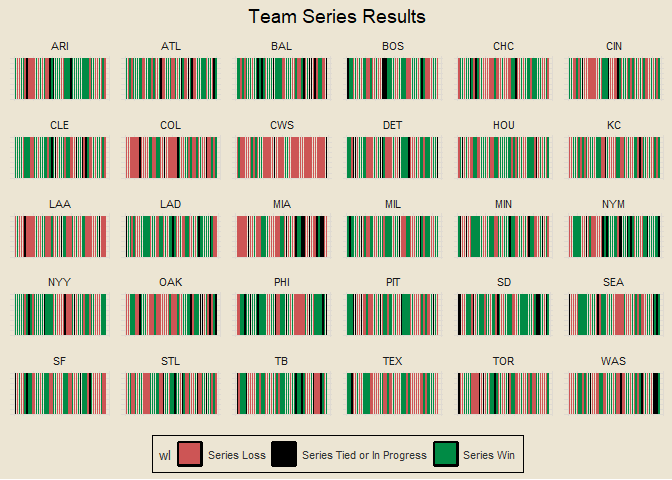 Team Series Results
ARI ATL BAL BOS CHC CIN
CLE COL CWS DET HOU KC
LAA LAD MIA MIL MIN NYM
NYY OAK PHI PIT SD SEA
SF STL TB TEX TOR WAS
wl Series Loss Series Tied or In Progress Series Win